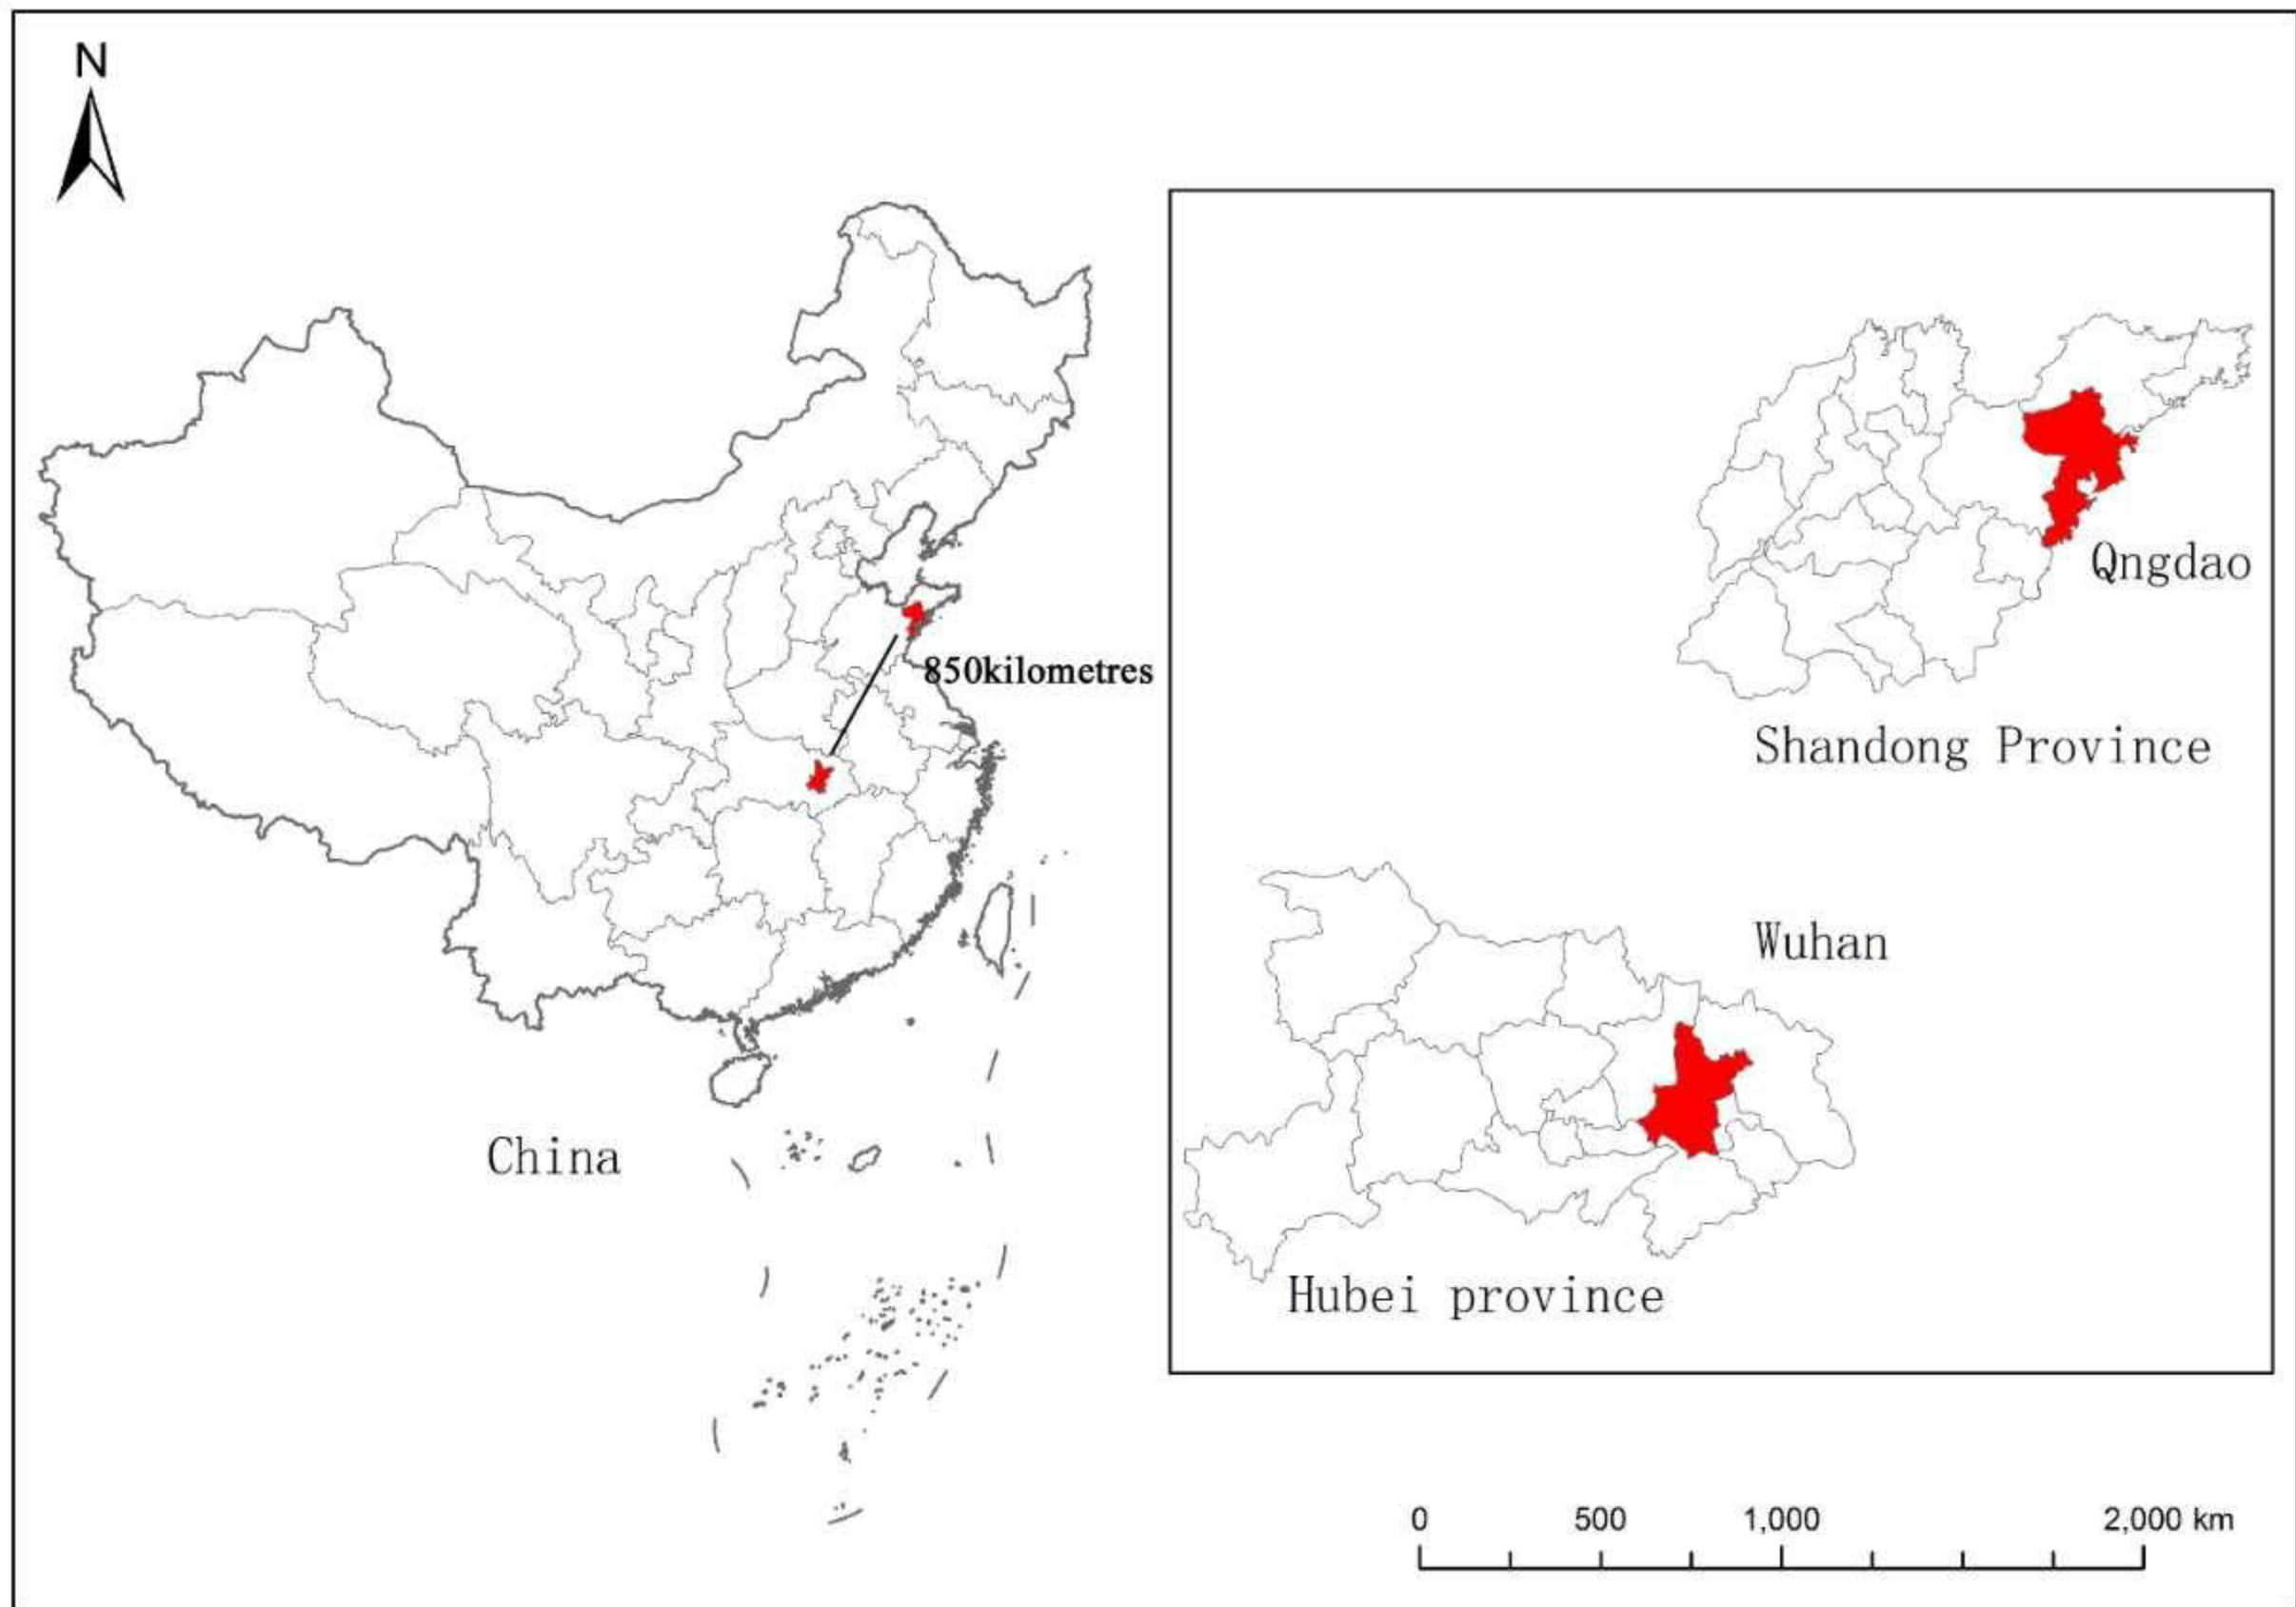 N
850kilometres
Qngdao
Shandong Province
Wuhan
China
Hubei province
0 500 1,000 2,000 km